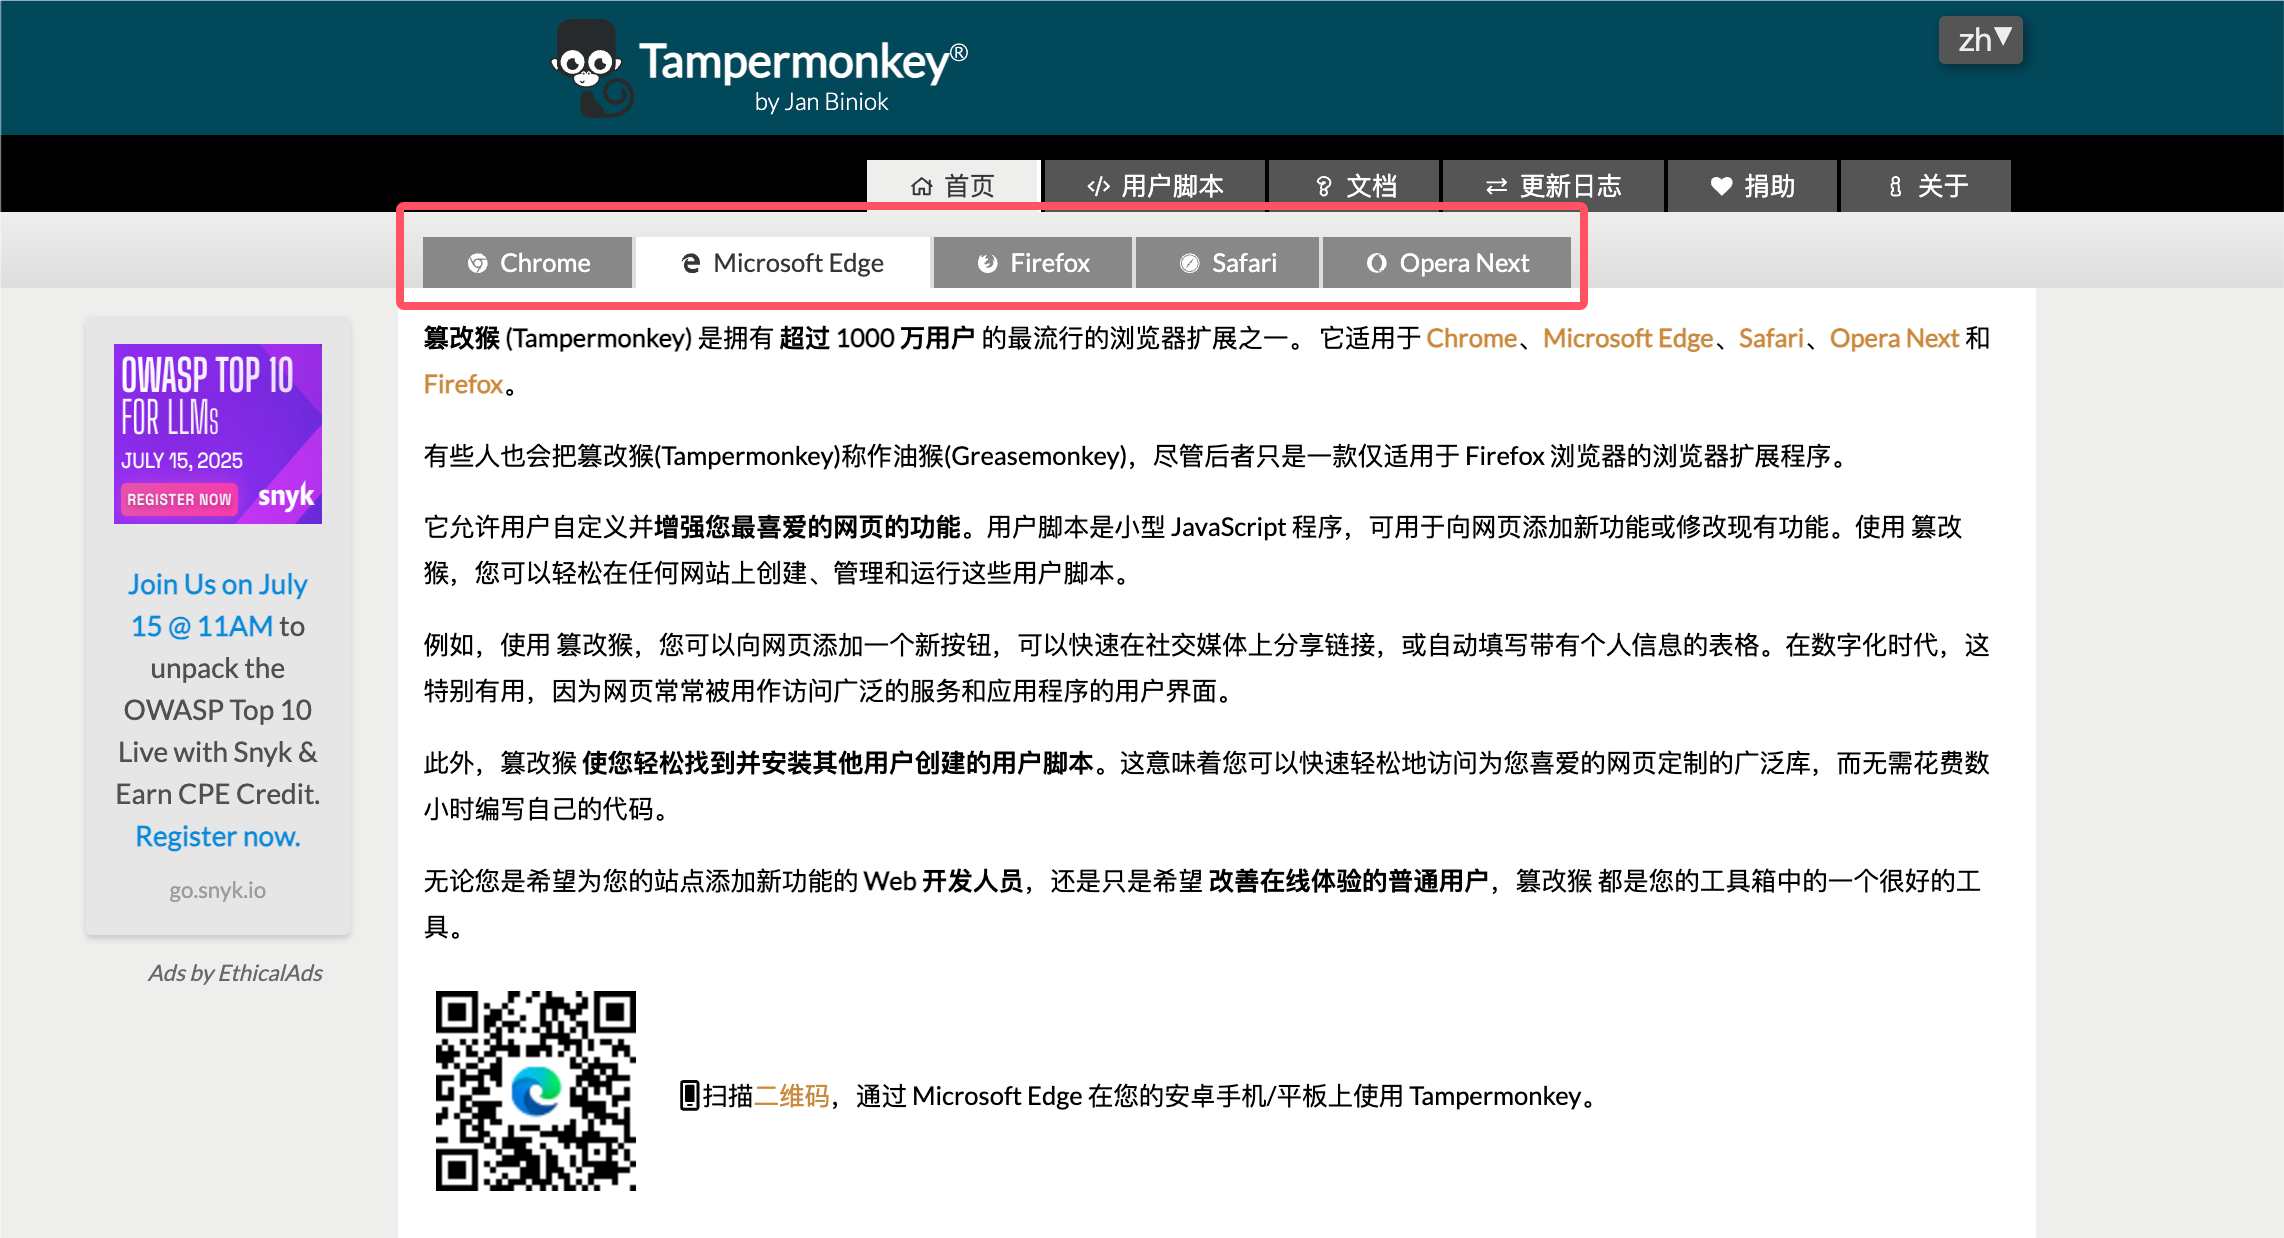 Tampermonkey®
by Jan Biniok
zh▼
首页
</> 用户脚本
文档
更新日志
捐助
关于
Chrome
Microsoft Edge
Firefox
Safari
Opera Next
OWASP TOP 10
FOR LLMs
JULY 15, 2025
REGISTER NOW
snyk
Join Us on July
15 @ 11AM to
unpack the
OWASP Top 10
Live with Snyk &
Earn CPE Credit.
Register now.
go.snyk.io
Ads by EthicalAds
篡改猴 (Tampermonkey) 是拥有 超过 1000 万用户 的最流行的浏览器扩展之一。 它适用于 Chrome、Microsoft Edge、Safari、Opera Next 和
Firefox。
有些人也会把篡改猴(Tampermonkey)称作油猴(Greasemonkey)，尽管后者只是一款仅适用于 Firefox 浏览器的浏览器扩展程序。
它允许用户自定义并增强您最喜爱的网页的功能。用户脚本是小型 JavaScript 程序，可用于向网页添加新功能或修改现有功能。使用 篡改
猴，您可以轻松在任何网站上创建、管理和运行这些用户脚本。
例如，使用 篡改猴，您可以向网页添加一个新按钮，可以快速在社交媒体上分享链接，或自动填写带有个人信息的表格。在数字化时代，这
特别有用，因为网页常常被用作访问广泛的服务和应用程序的用户界面。
此外，篡改猴 使您轻松找到并安装其他用户创建的用户脚本。这意味着您可以快速轻松地访问为您喜爱的网页定制的广泛库，而无需花费数
小时编写自己的代码。
无论您是希望为您的站点添加新功能的 Web 开发人员，还是只是希望 改善在线体验的普通用户，篡改猴 都是您的工具箱中的一个很好的工
具。
扫描二维码，通过 Microsoft Edge 在您的安卓手机/平板上使用 Tampermonkey。